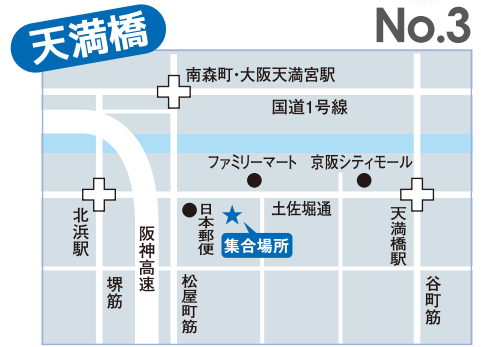 天満橋
No.3
南森町・大阪天満宮駅
国道1号線
ファミリーマート
京阪シティモール
北浜駅
日本郵便
土佐堀通
天満橋駅
集合場所
阪神高速
堺筋
松屋町筋
谷町筋